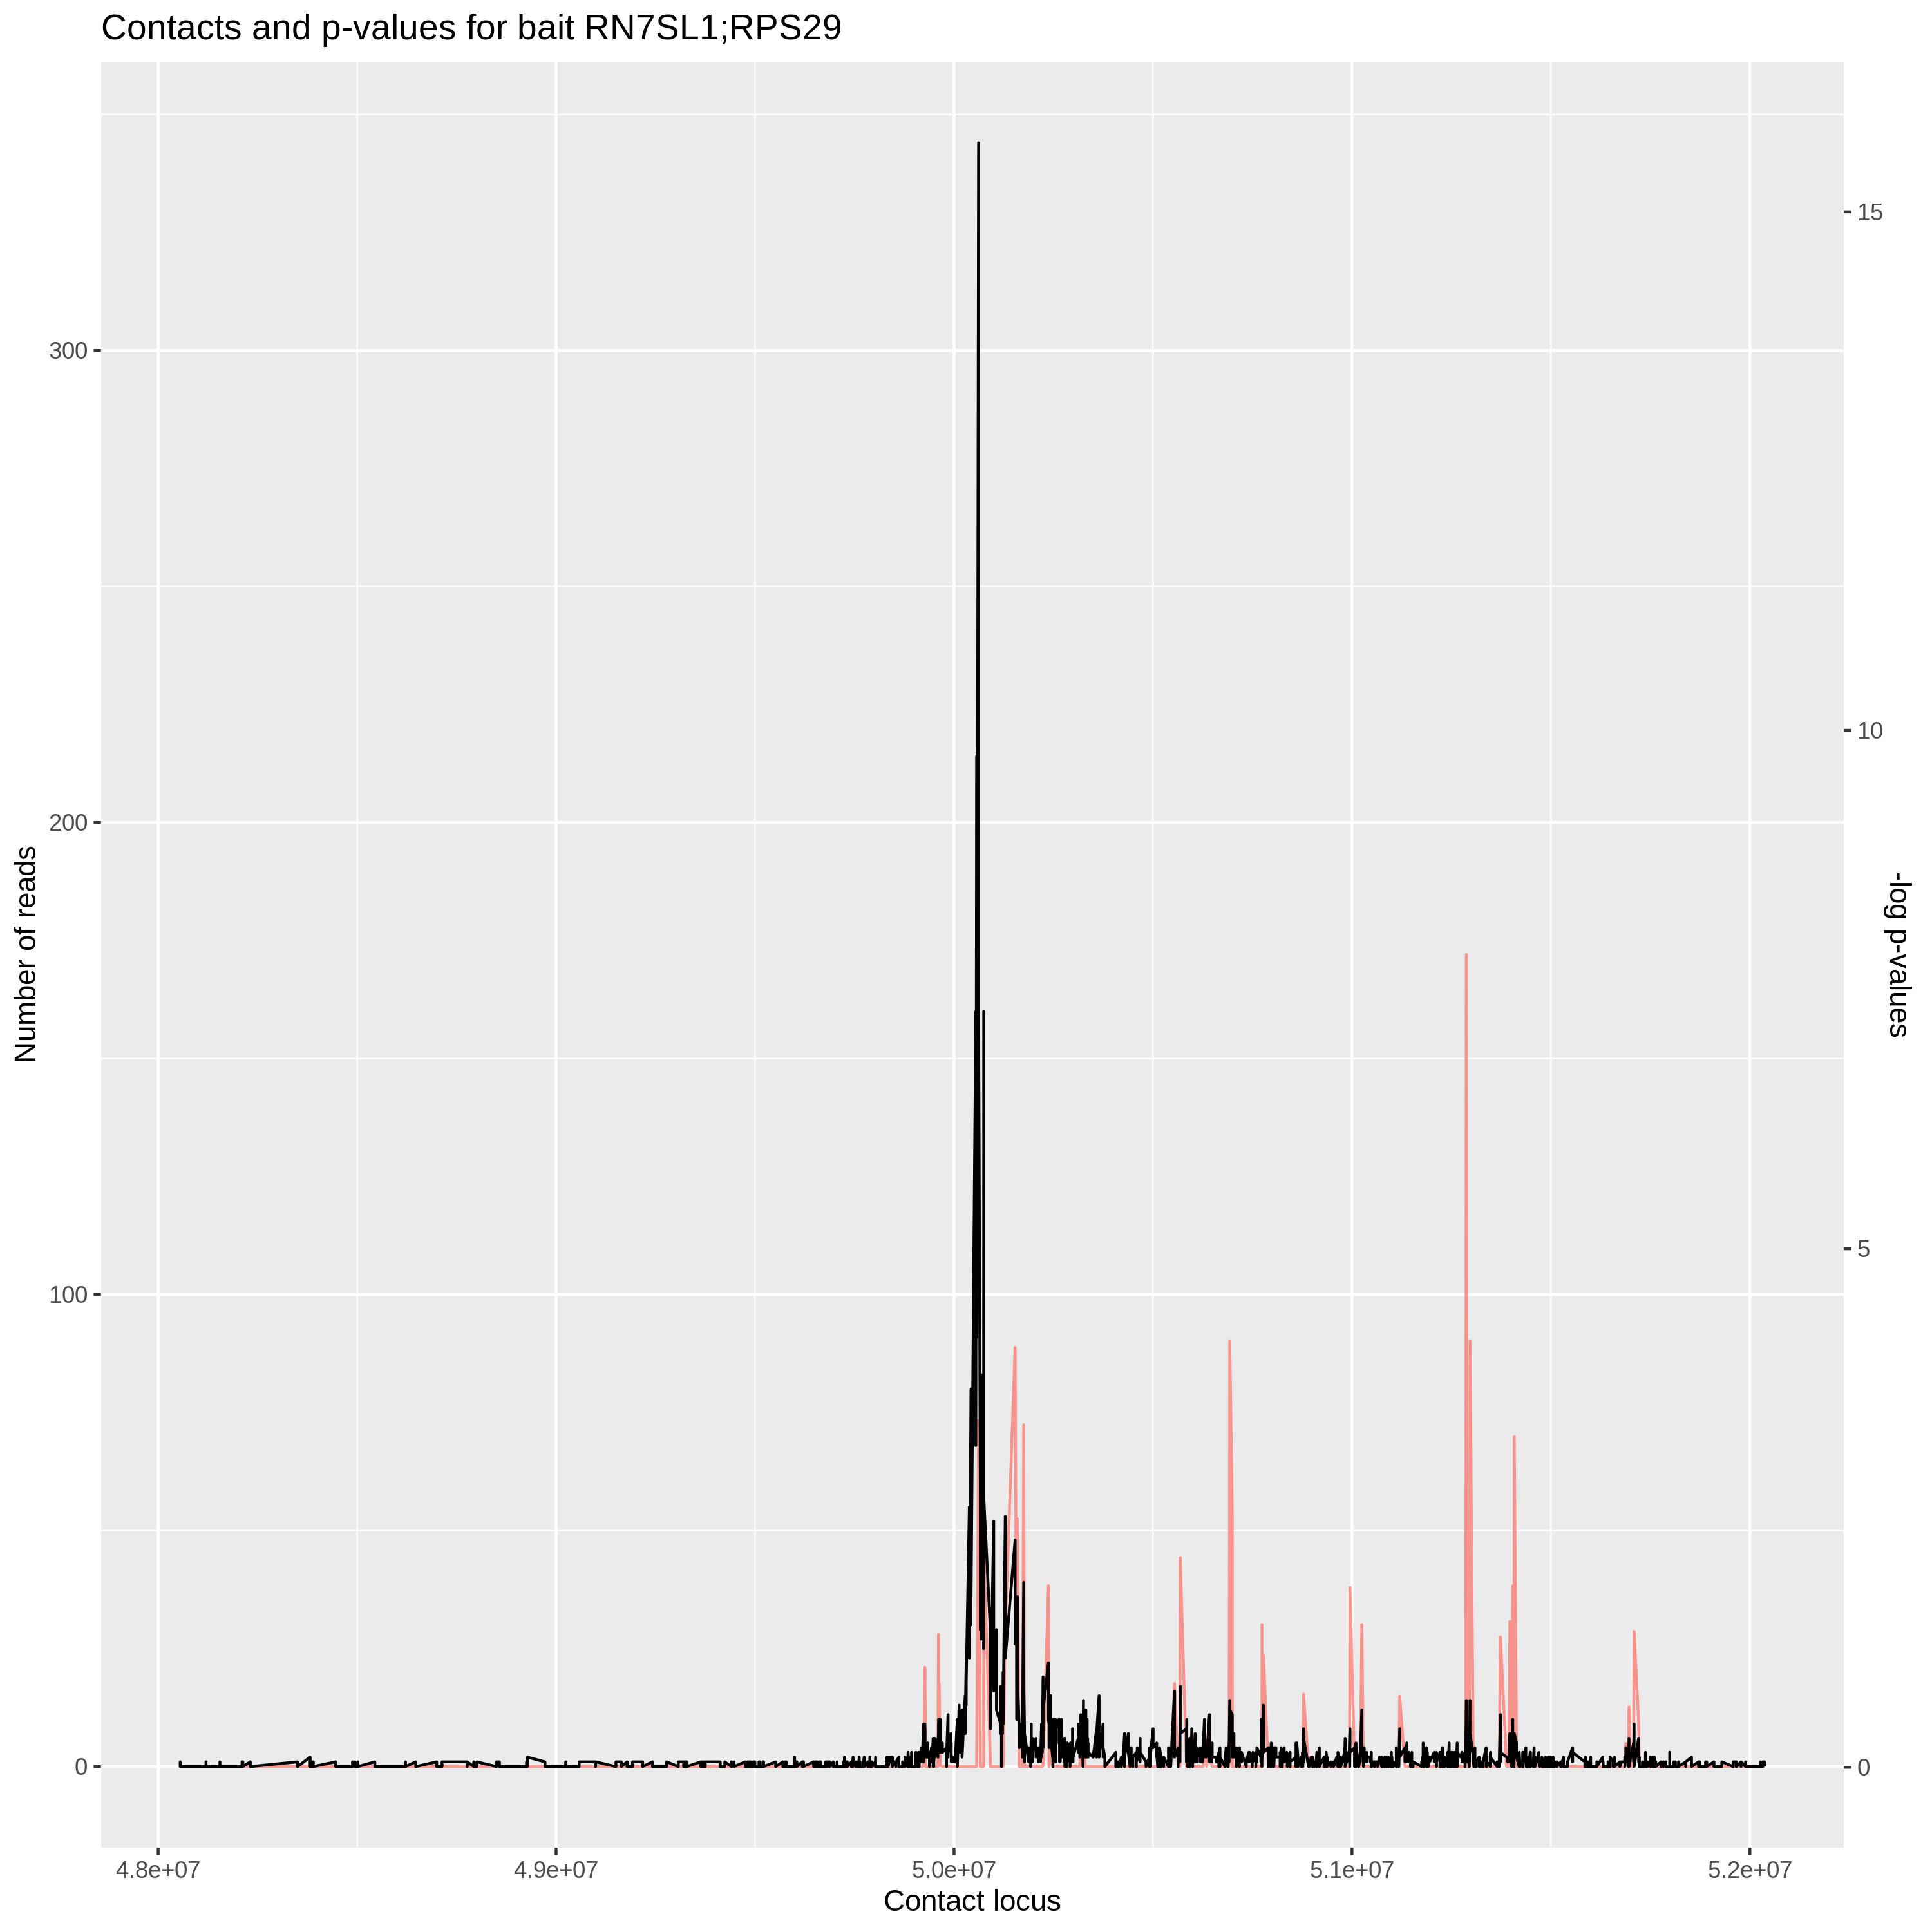 Contacts and p-values for bait RN7SL1;RPS29
Number of reads
300
200
100
0
15
10
5
0
-log p-values
4.8e+07
4.9e+07
5.0e+07
5.1e+07
5.2e+07
Contact locus